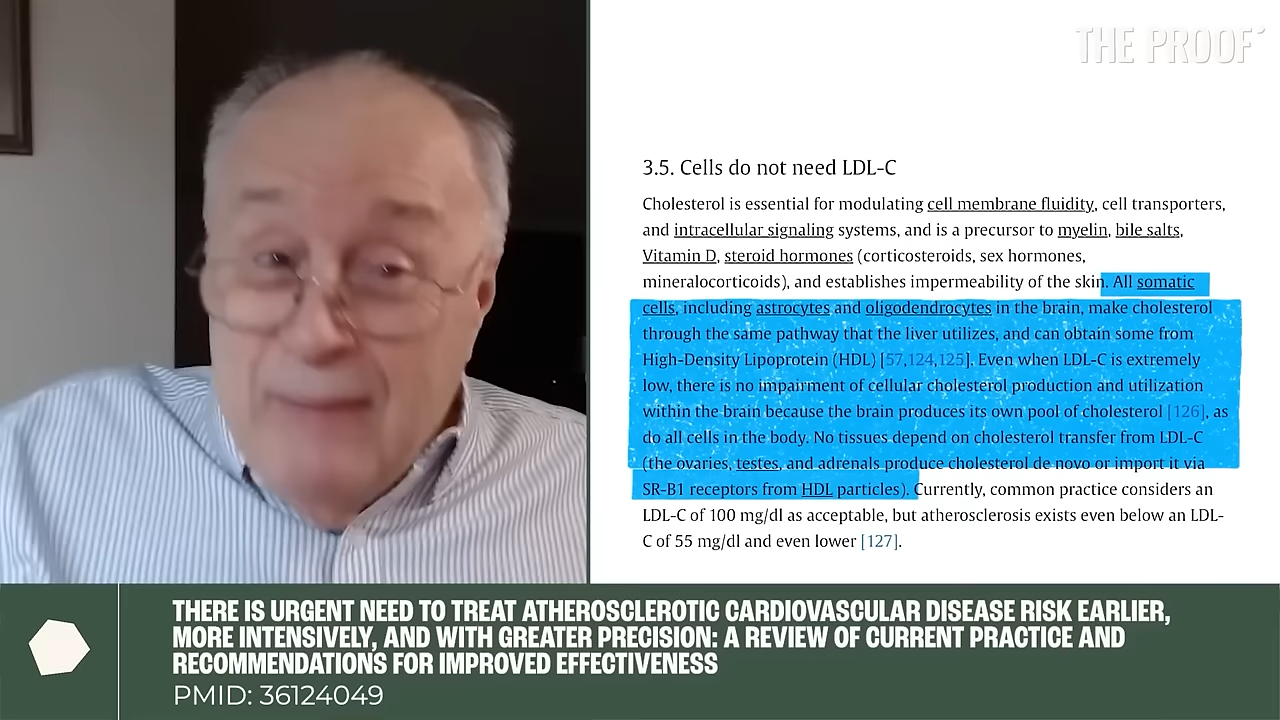 THE PROOF
3.5. Cells do not need LDL-C
Cholesterol is essential for modulating cell membrane fluidity, cell transporters,
and intracellular signaling systems, and is a precursor to myelin, bile salts,
Vitamin D, steroid hormones (corticosteroids, sex hormones,
mineralocorticoids), and establishes impermeability of the skin. All somatic
cells, including astrocytes and oligodendrocytes in the brain, make cholesterol
through the same pathway that the liver utilizes, and can obtain some from
High-Density Lipoprotein (HDL) [57,124,125]. Even when LDL-C is extremely
low, there is no impairment of cellular cholesterol production and utilization
within the brain because the brain produces its own pool of cholesterol [126], as
do all cells in the body. No tissues depend on cholesterol transfer from LDL-C
(the ovaries, testes, and adrenals produce cholesterol de novo or import it via
SR-B1 receptors from HDL particles). Currently, common practice considers an
LDL-C of 100 mg/dl as acceptable, but atherosclerosis exists even below an LDL-
C of 55 mg/dl and even lower [127].
THERE IS URGENT NEED TO TREAT ATHEROSCLEROTIC CARDIOVASCULAR DISEASE RISK EARLIER,
MORE INTENSIVELY, AND WITH GREATER PRECISION: A REVIEW OF CURRENT PRACTICE AND
RECOMMENDATIONS FOR IMPROVED EFFECTIVENESS
PMID: 36124049